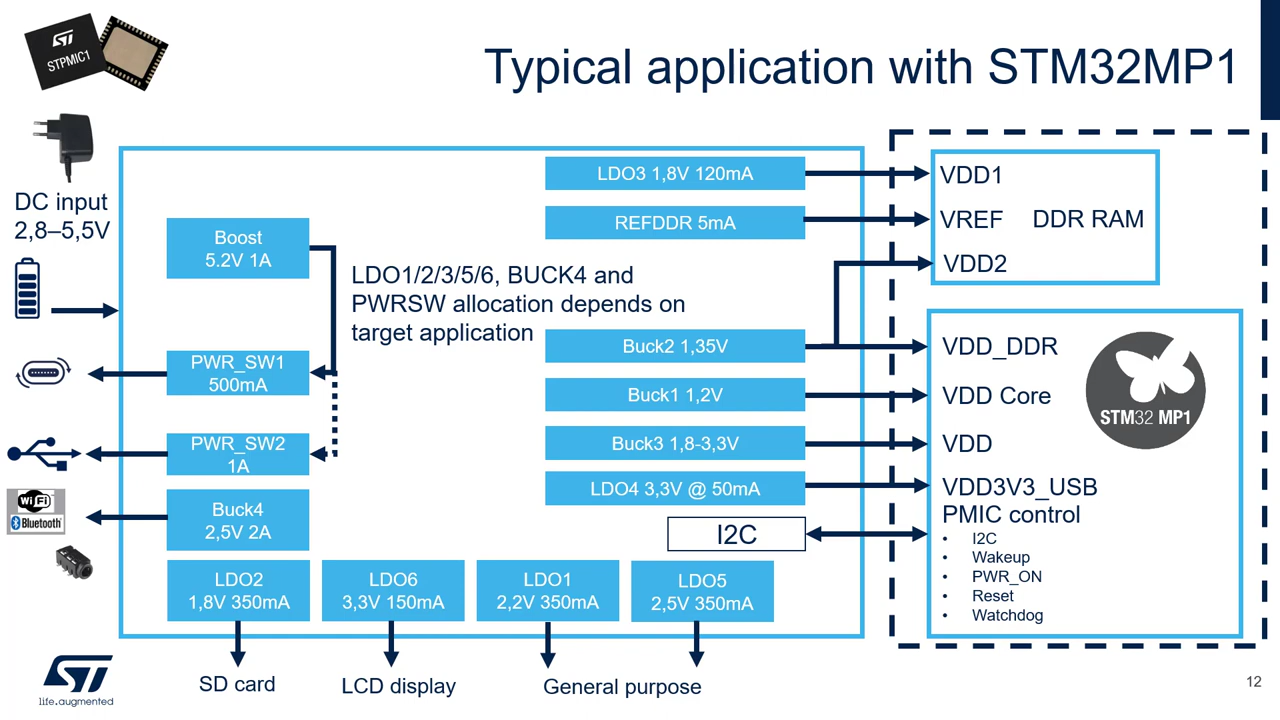 STPMIC1
Typical application with STM32MP1
DC input
2,8–5,5V
Boost
5.2V 1A
LDO1/2/3/5/6, BUCK4 and
PWRSW allocation depends on
target application
PWR_SW1
500mA
PWR_SW2
1A
Buck4
2,5V 2A
WiFi
Bluetooth
LDO3 1,8V 120mA
REFDDR 5mA
Buck2 1,35V
Buck1 1,2V
Buck3 1,8-3,3V
LDO4 3,3V @ 50mA
I2C
VDD1
VREF
DDR RAM
VDD2
VDD_DDR
VDD Core
VDD
VDD3V3_USB
PMIC control
• I2C
• Wakeup
• PWR_ON
• Reset
• Watchdog
STM32 MP1
LDO2
1,8V 350mA
LDO6
3,3V 150mA
LDO1
2,2V 350mA
LDO5
2,5V 350mA
SD card
LCD display
General purpose
ST
life.augmented
12